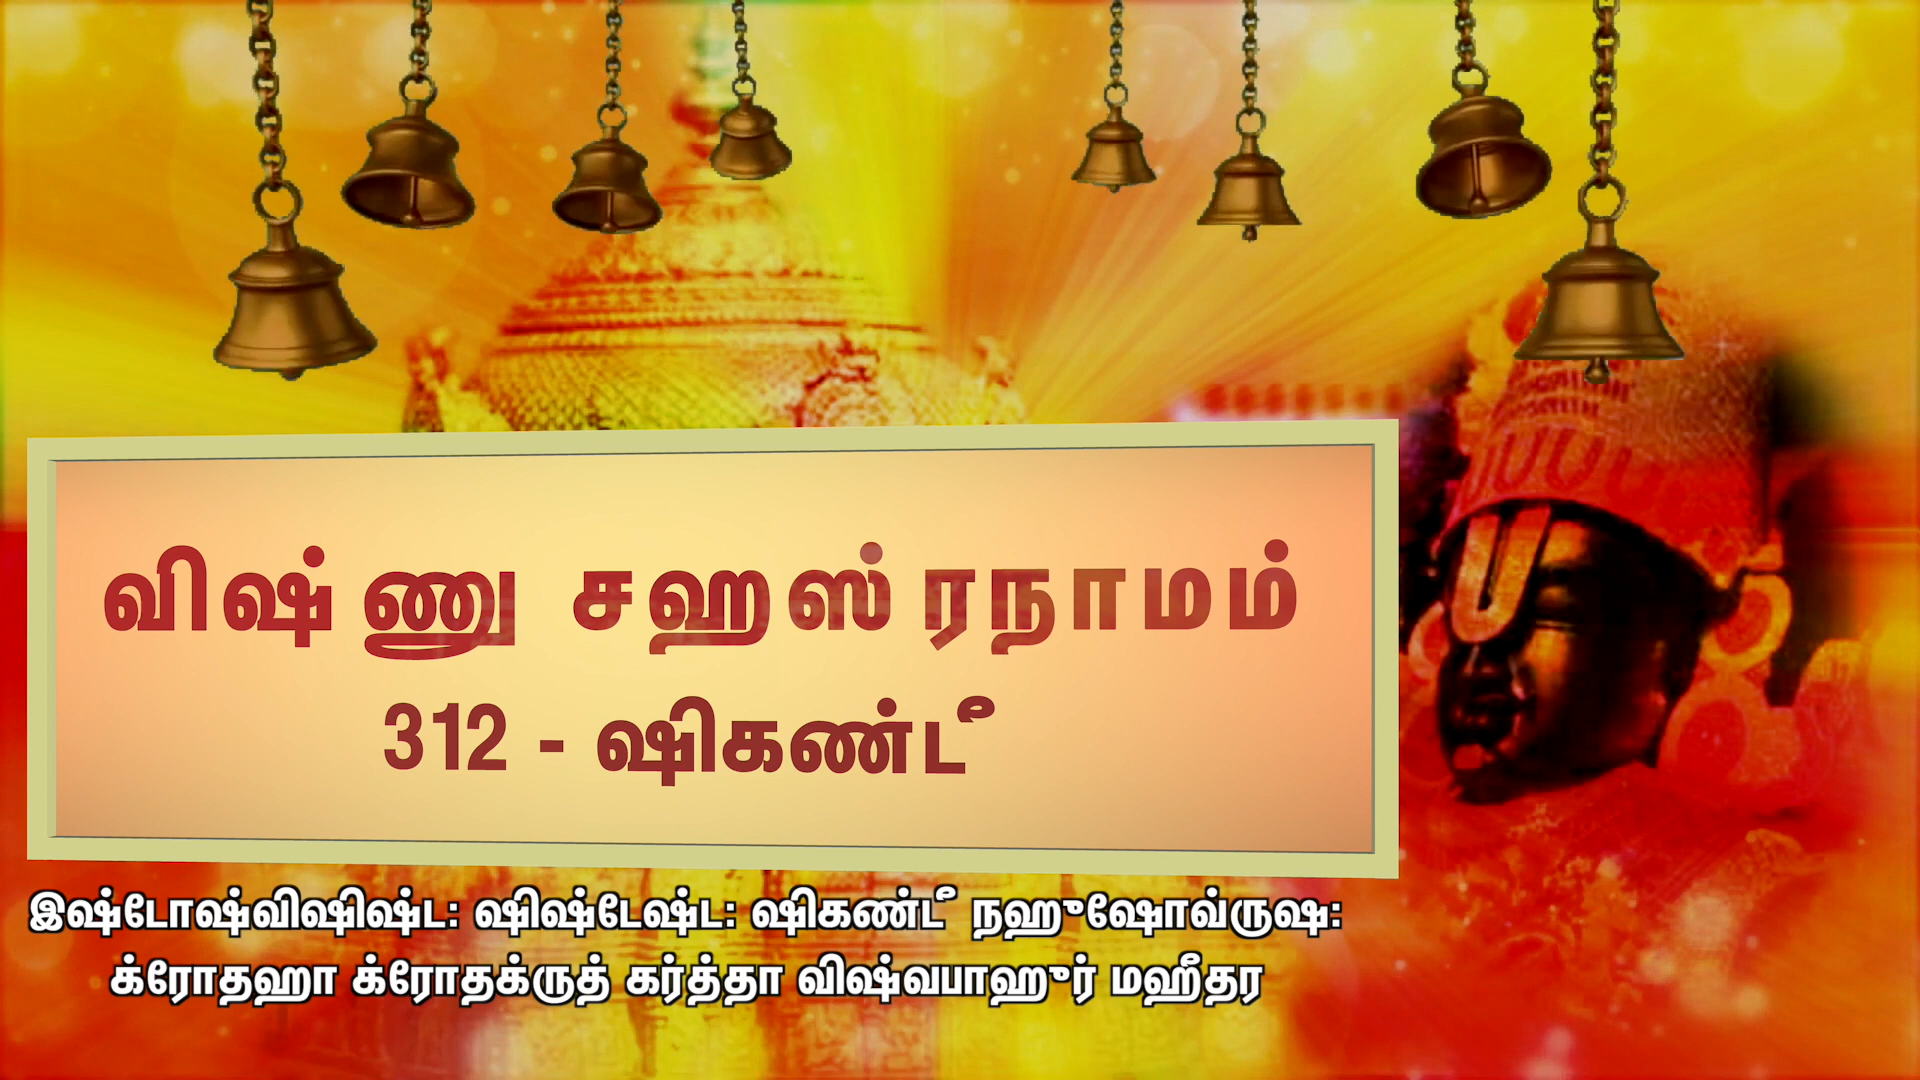 விஷ்ணு சஹஸ்ரநாமம்
312 - ஷிகண்டீ
இஷ்டோஷ்விஷிஷ்ட: ஷிஷ்டேஷ்ட: ஷிகண்டீ நஹுஷோவ்ருஷ:
க்ரோதஹா க்ரோதக்ருத் கர்த்தா விஷ்வபாஹுர் மஹீதர